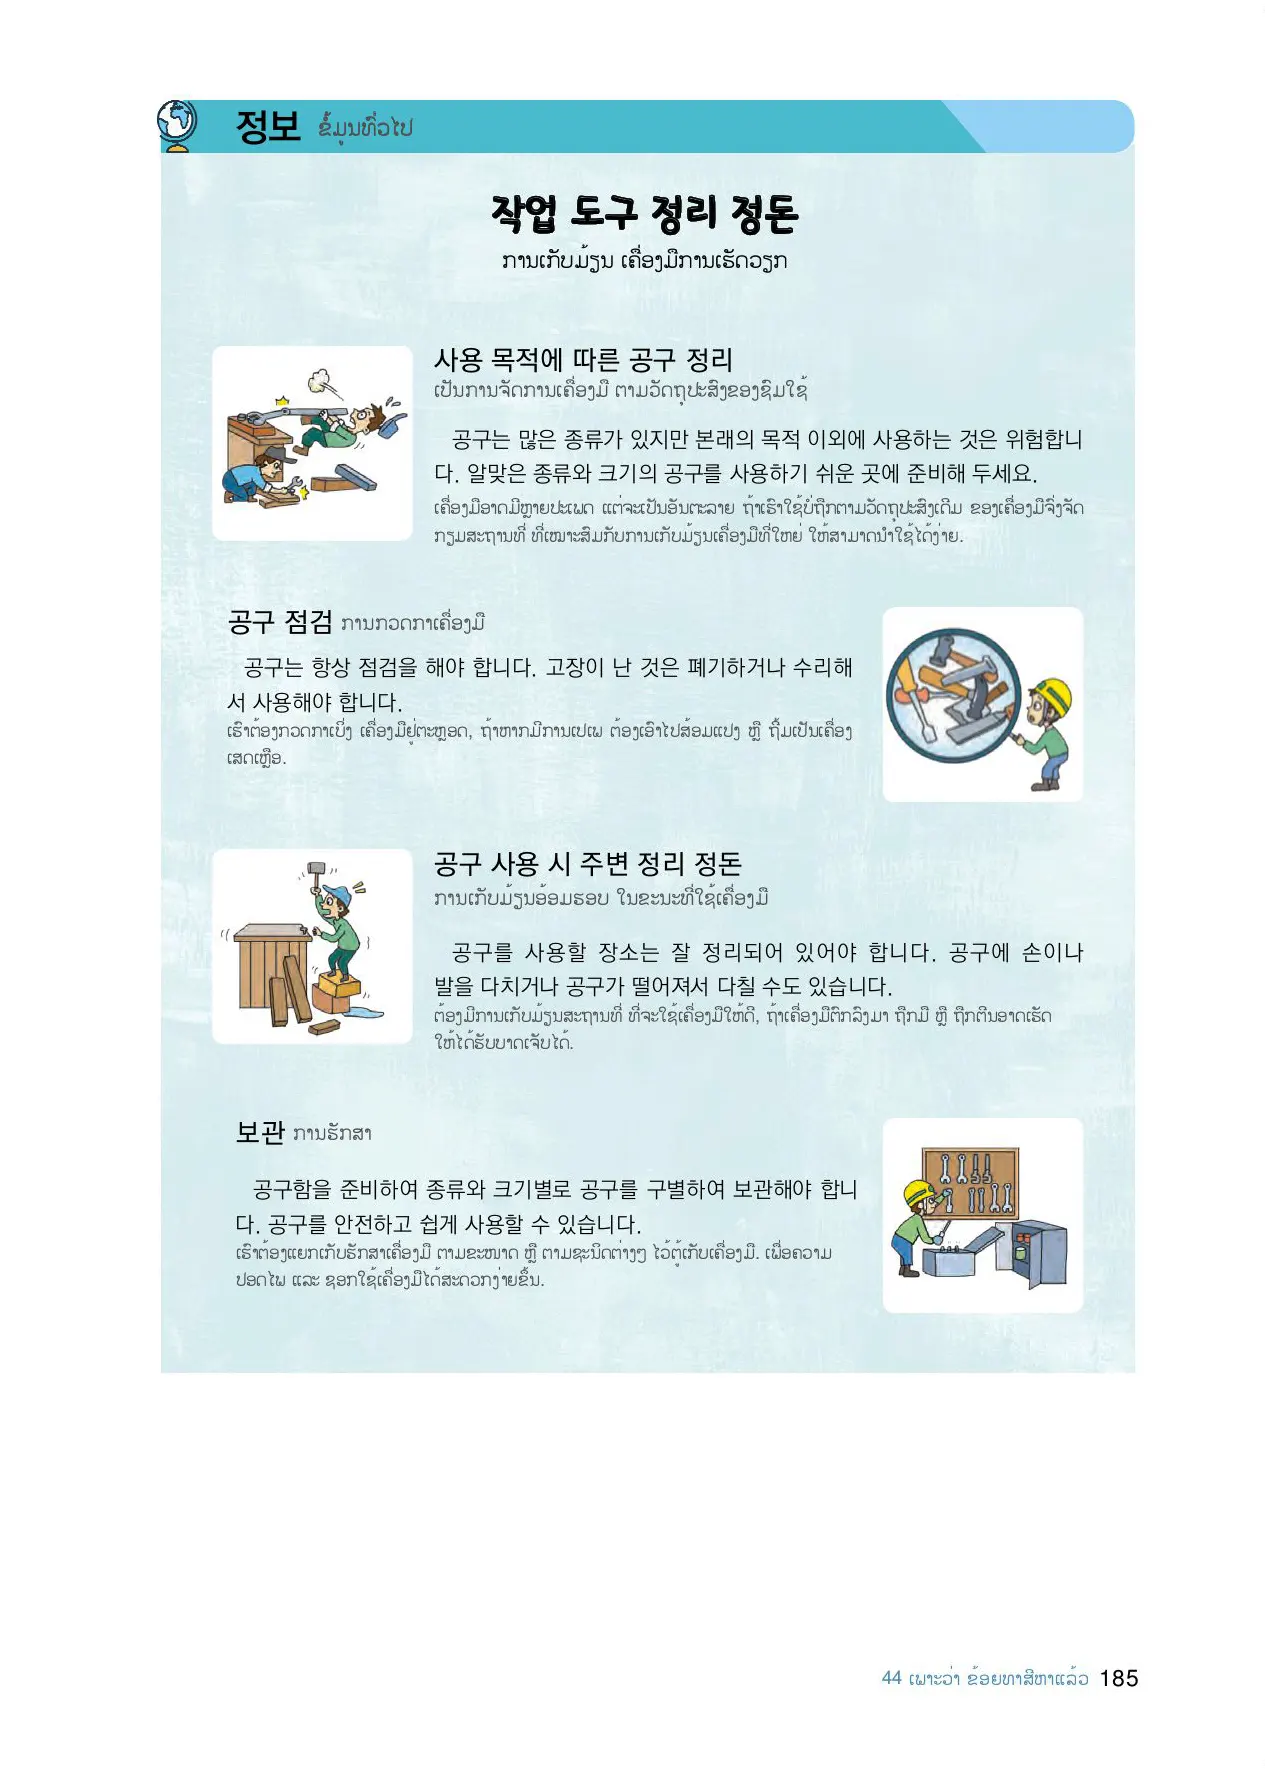 정보 ຂໍ້ມູນທົ່ວໄປ
작업 도구 정리 정돈
ການເກັບມ້ຽນ ເຄື່ອງມືການເຮັດວຽກ
사용 목적에 따른 공구 정리
ເປັນການຈັດການເຄື່ອງມື ຕາມວັດຖຸປະສົງຂອງຊົມໃຊ້
공구는 많은 종류가 있지만 본래의 목적 이외에 사용하는 것은 위험합니
다. 알맞은 종류와 크기의 공구를 사용하기 쉬운 곳에 준비해 두세요.
ເຄື່ອງມືອາດມີຫຼາຍປະເພດ ແຕ່ຈະເປັນອັນຕະລາຍ ຖ້າເຮົາໃຊ້ບໍ່ຖືກຕາມວັດຖຸປະສົງເດີມ ຂອງເຄື່ອງມືຈຶ່ງຈັດ
ກຽມສະຖານທີ່ ທີ່ເໝາະສົມກັບການເກັບມ້ຽນເຄື່ອງມືທີ່ໃຫຍ່ ໃຫ້ສາມາດນຳໃຊ້ໄດ້ງ່າຍ.
공구 점검 ການກວດກາເຄື່ອງມື
공구는 항상 점검을 해야 합니다. 고장이 난 것은 폐기하거나 수리해
서 사용해야 합니다.
ເຮົາຕ້ອງກວດກາເບິ່ງ ເຄື່ອງມືຢູ່ຕະຫຼອດ, ຖ້າຫາກມີການເປເພ ຕ້ອງເອົາໄປສ້ອມແປງ ຫຼື ຖິ້ມເປັນເຄື່ອງ
ເສດເຫຼືອ.
공구 사용 시 주변 정리 정돈
ການເກັບມ້ຽນອ້ອມຮອບ ໃນຂະນະທີ່ໃຊ້ເຄື່ອງມື
공구를 사용할 장소는 잘 정리되어 있어야 합니다. 공구에 손이나
발을 다치거나 공구가 떨어져서 다칠 수도 있습니다.
ຕ້ອງມີການເກັບມ້ຽນສະຖານທີ່ ທີ່ຈະໃຊ້ເຄື່ອງມືໃຫ້ດີ, ຖ້າເຄື່ອງມືຕົກລົງມາ ຖືກມື ຫຼື ຖືກຕີນອາດເຮັດ
ໃຫ້ໄດ້ຮັບບາດເຈັບໄດ້.
보관 ການຮັກສາ
공구함을 준비하여 종류와 크기별로 공구를 구별하여 보관해야 합니
다. 공구를 안전하고 쉽게 사용할 수 있습니다.
ເຮົາຕ້ອງແຍກເກັບຮັກສາເຄື່ອງມື ຕາມຂະໜາດ ຫຼື ຕາມຊະນິດຕ່າງໆ ໄວ້ຕູ້ເກັບເຄື່ອງມື. ເພື່ອຄວາມ
ປອດໄພ ແລະ ຊອກໃຊ້ເຄື່ອງມືໄດ້ສະດວກງ່າຍຂຶ້ນ.
44 ເພາະວ່າ ຂ້ອຍທາສີຫາແລ້ວ 185